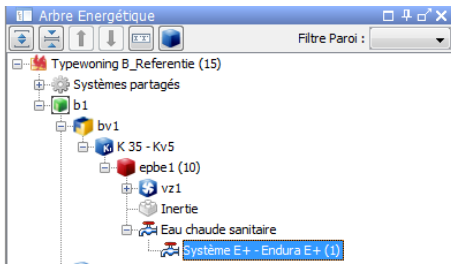 Arbre Energétique
Filtre Paroi :
Typewoning B_Referentie (15)
Systèmes partagés
b1
bv1
K 35 - Kv5
epbe1 (10)
vz1
Inertie
Eau chaude sanitaire
Système E+ - Endura E+ (1)